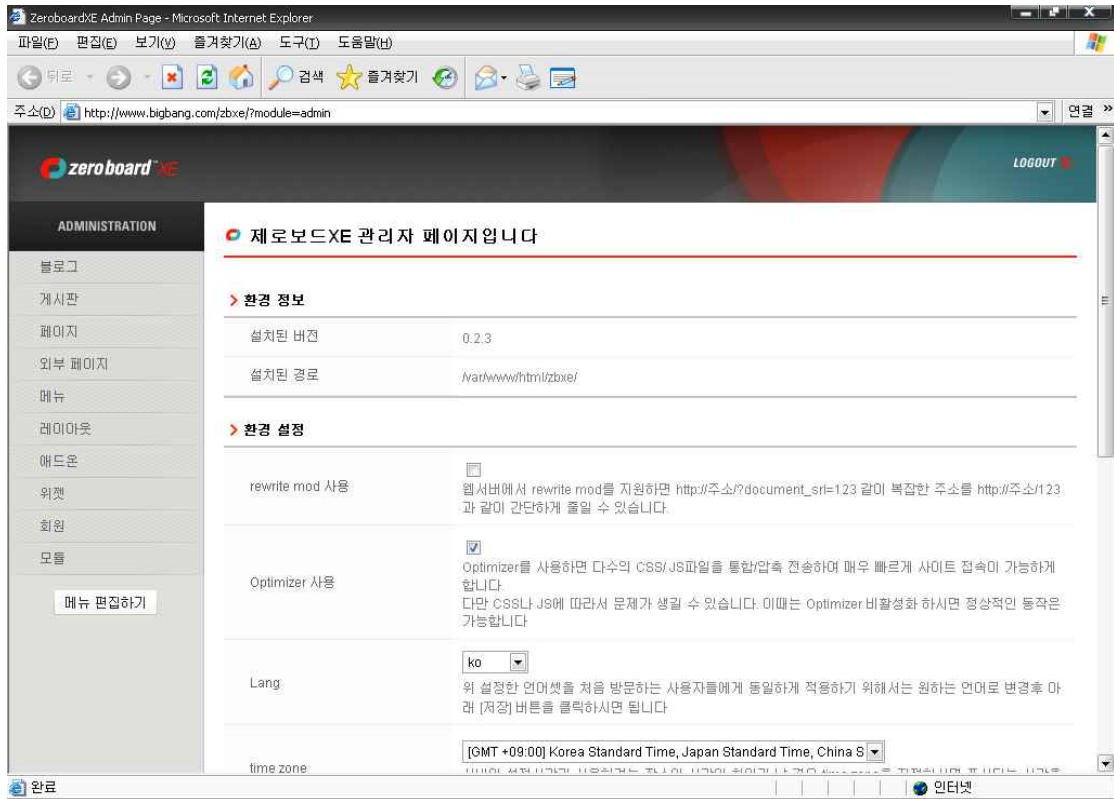 ZeroboardXE Admin Page - Microsoft Internet Explorer
파일(F) 편집(E) 보기(V) 즐겨찾기(A) 도구(T) 도움말(H)
뒤로 검색 즐겨찾기
주소(D) http://www.bigbang.com/zbxe/?module=admin 연결 »
zeroboard™ XE
LOGOUT
ADMINISTRATION
블로그
게시판
페이지
외부 페이지
메뉴
레이아웃
애드온
위젯
회원
모듈
메뉴 편집하기
제로보드XE 관리자 페이지입니다
환경 정보
설치된 버전 0.2.3
설치된 경로 /var/www/html/zbxe/
환경 설정
rewrite mod 사용
웹서버에서 rewrite mod를 지원하면 http://주소/?document_srl=123 같이 복잡한 주소를 http://주소/123
과 같이 간단하게 줄일 수 있습니다.
Optimizer 사용
Optimizer를 사용하면 다수의 CSS/JS파일을 통합/압축 전송하여 매우 빠르게 사이트 접속이 가능하게
합니다.
다만 CSS나 JS에 따라서 문제가 생길 수 있습니다. 이때는 Optimizer 비활성화 하시면 정상적인 동작은
가능합니다
Lang
ko
위 설정한 언어셋을 처음 방문하는 사용자들에게 동일하게 적용하기 위해서는 원하는 언어로 변경후 아
래 [저장] 버튼을 클릭하시면 됩니다
time zone
[GMT +09:00] Korea Standard Time, Japan Standard Time, China S
완료
인터넷